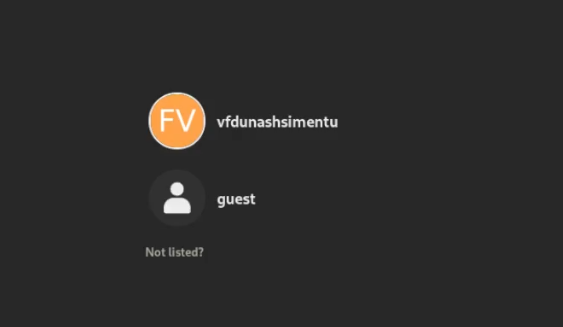 FV
vfdunashsimentu
guest
Not listed?